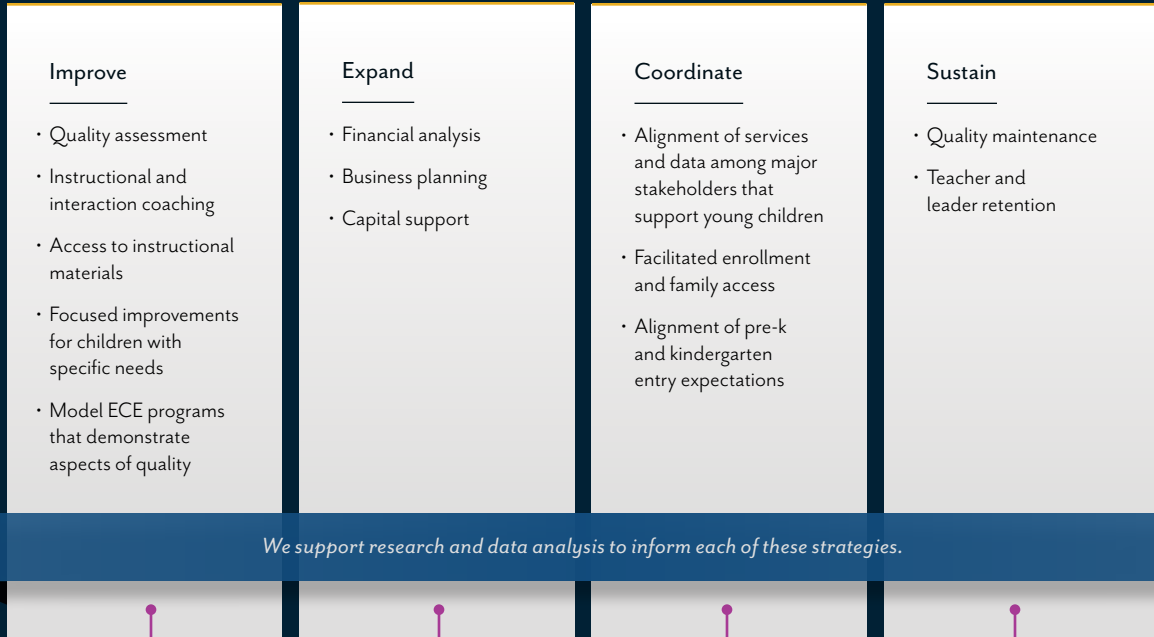 Improve
• Quality assessment
• Instructional and
interaction coaching
• Access to instructional
materials
• Focused improvements
for children with
specific needs
• Model ECE programs
that demonstrate
aspects of quality
Expand
• Financial analysis
• Business planning
• Capital support
Coordinate
• Alignment of services
and data among major
stakeholders that
support young children
• Facilitated enrollment
and family access
• Alignment of pre-k
and kindergarten
entry expectations
Sustain
• Quality maintenance
• Teacher and
leader retention
We support research and data analysis to inform each of these strategies.